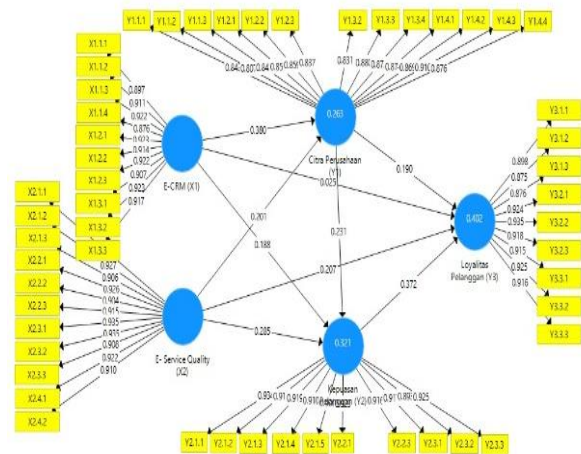 Y1.1.1
Y1.1.2
Y1.1.3
Y1.2.1
Y1.2.2
Y1.2.3
Y1.3.2
Y1.3.3
Y1.3.4
Y1.4.1
Y1.4.2
Y1.4.3
Y1.4.4
0.837
0.831
0.876
X1.1.1
X1.1.2
X1.1.3
X1.1.4
X1.2.1
X1.2.2
X1.2.3
X1.3.1
X1.3.2
X1.3.3
0.897
0.911
0.922
0.876
0.923
0.914
0.922
0.907
0.923
0.917
E-CRM (X1)
0.263
Citra Perusahaan
(Y1)
0.380
0.025
0.201
0.188
0.190
0.231
0.207
0.372
0.285
Y3.1.1
Y3.1.2
Y3.1.3
Y3.2.1
Y3.2.2
Y3.2.3
Y3.3.1
Y3.3.2
Y3.3.3
0.898
0.875
0.876
0.924
0.935
0.918
0.915
0.925
0.916
0.402
Loyalitas
Pelanggan (Y3)
X2.1.1
X2.1.2
X2.1.3
X2.2.1
X2.2.2
X2.2.3
X2.3.1
X2.3.2
X2.3.3
X2.4.1
X2.4.2
0.927
0.906
0.926
0.904
0.915
0.935
0.935
0.908
0.922
0.910
E- Service Quality
(X2)
0.321
Kepuasan
(Y2)
0.925
Y2.1.1
Y2.1.2
Y2.1.3
Y2.1.4
Y2.1.5
Y2.2.1
Y2.2.3
Y2.3.1
Y2.3.2
Y2.3.3